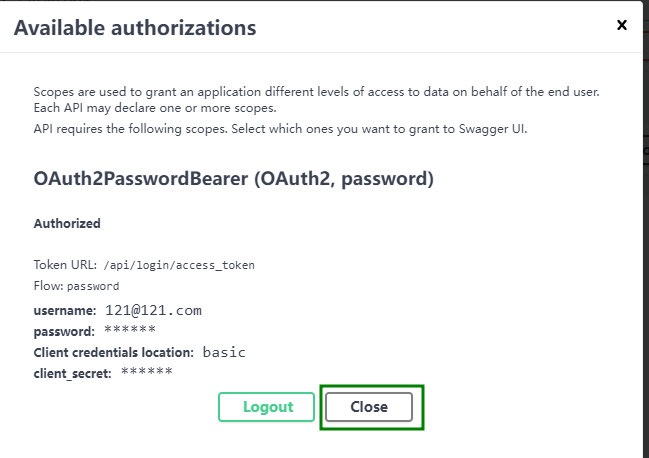 Available authorizations
Scopes are used to grant an application different levels of access to data on behalf of the end user.
Each API may declare one or more scopes.
API requires the following scopes. Select which ones you want to grant to Swagger UI.
OAuth2PasswordBearer (OAuth2, password)
Authorized
Token URL: /api/login/access_token
Flow: password
username: 121@121.com
password: ******
Client credentials location: basic
client_secret: ******
Logout Close